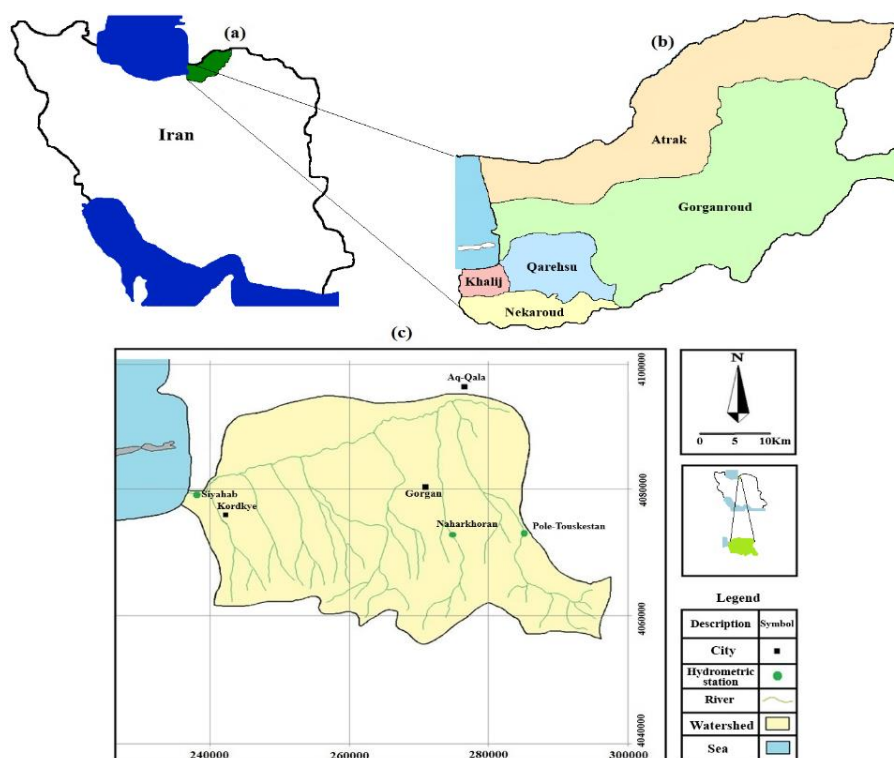 (a)
Iran
(b)
Atrak
Gorganroud
Qarehsu
Khalij
Nekaroud
(c)
Aq-Qala
Siyahab
Kordkye
Gorgan
Naharkhoran
Pole-Touskestan
4100000
4080000
4060000
4040000
240000
260000
280000
300000
N
0 5 10Km
Legend
Description Symbol
City
Hydrometric
station
River
Watershed
Sea